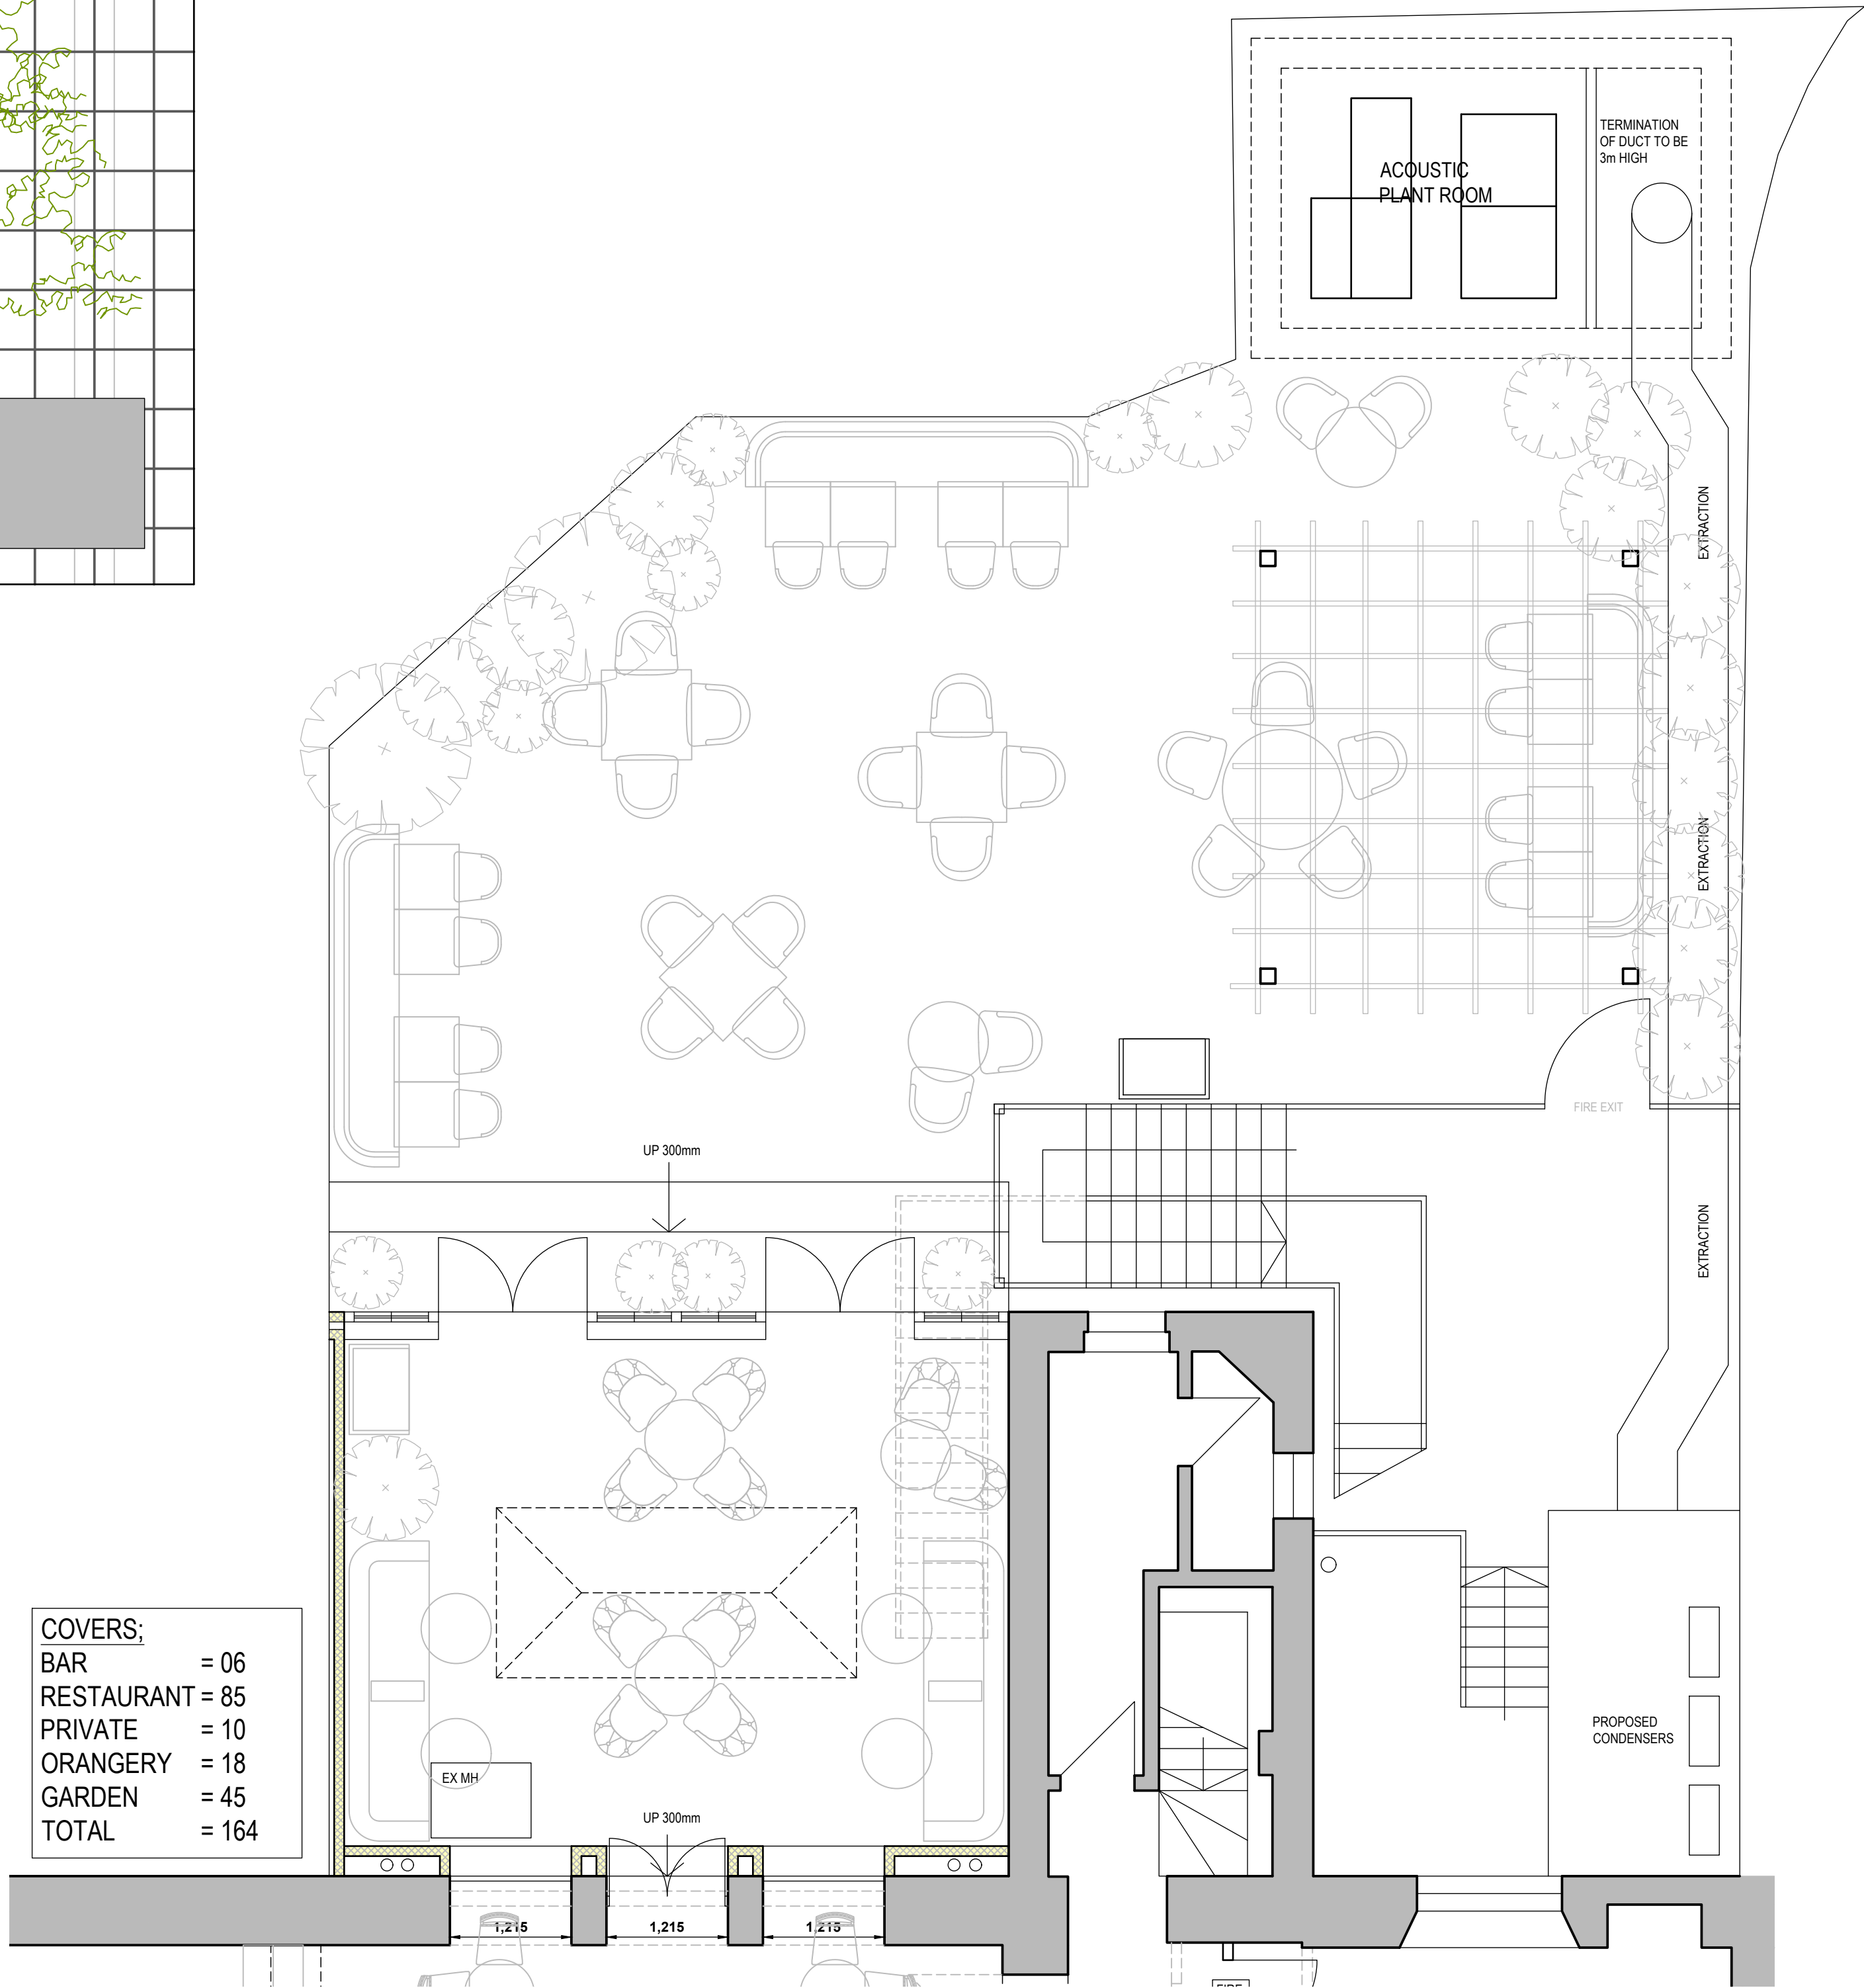 TERMINATION
OF DUCT TO BE
3m HIGH
ACOUSTIC
PLANT ROOM
EXTRACTION
EXTRACTION
FIRE EXIT
UP 300mm
EXTRACTION
COVERS;
BAR = 06
RESTAURANT = 85
PRIVATE = 10
ORANGERY = 18
GARDEN = 45
TOTAL = 164
PROPOSED
CONDENSERS
EX MH
UP 300mm
1,215
1,215
1,215
FIRE